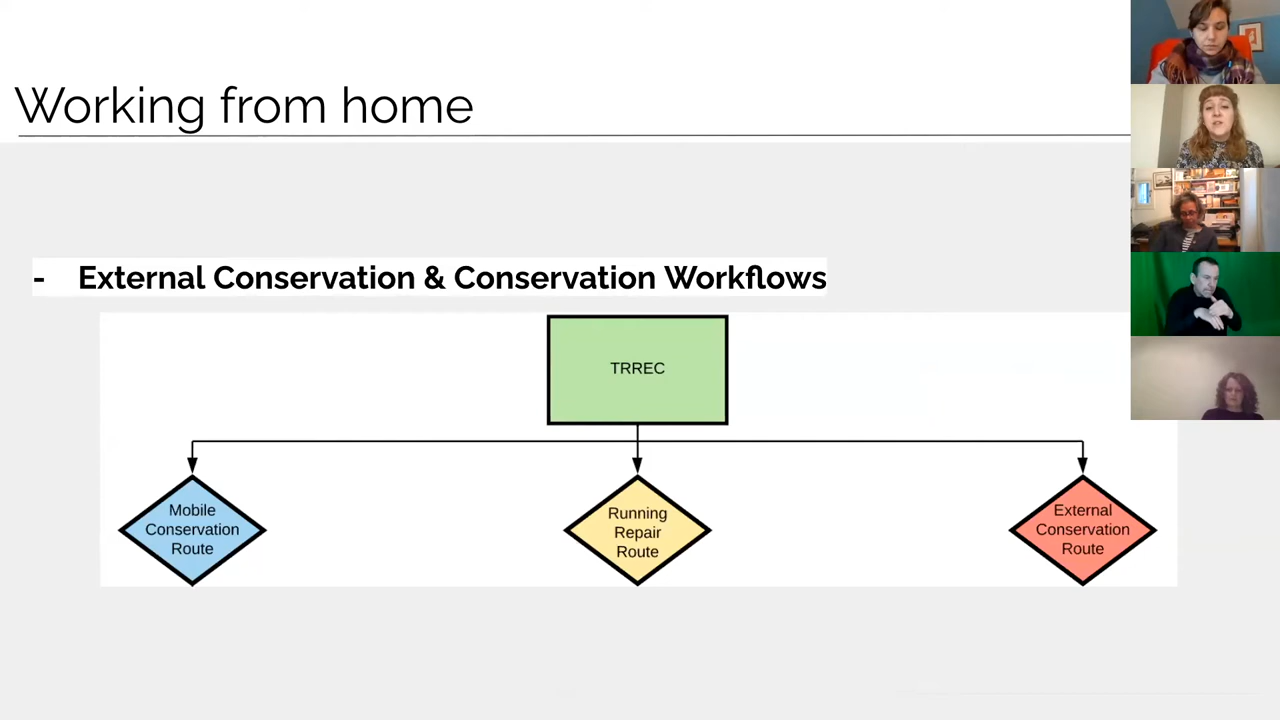 Working from home
- External Conservation & Conservation Workflows
TRREC
Mobile
Conservation
Route
Running
Repair
Route
External
Conservation
Route